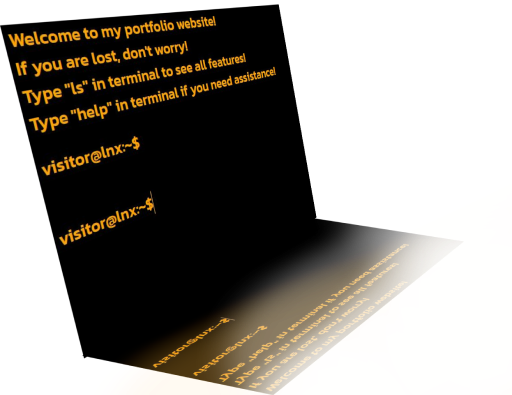 Welcome to my portfolio website!
If you are lost, don't worry!
Type "ls" in terminal to see all features!
Type "help" in terminal if you need assistance!
visitor@lnx:~$
visitor@lnx:~$